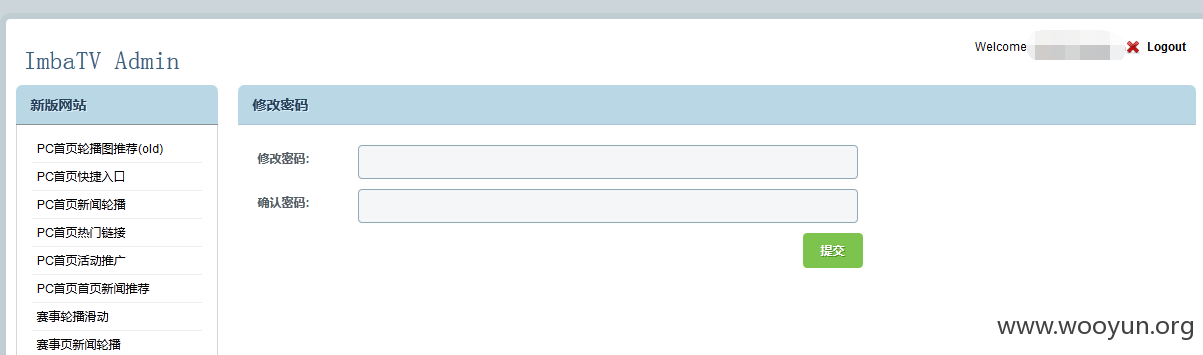 Welcome
Logout
ImbaTV Admin
新版网站
PC首页轮播图推荐(old)
PC首页快捷入口
PC首页新闻轮播
PC首页热门链接
PC首页活动推广
PC首页首页新闻推荐
赛事轮播滑动
赛事页新闻轮播
修改密码
修改密码:
确认密码:
提交
www.wooyun.org